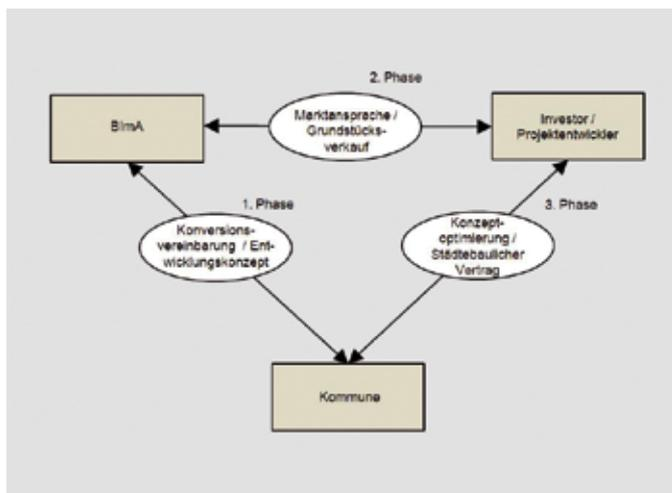 2. Phase
BImA
Marktansprache /
Grundstücks-
verkauf
Investor /
Projektentwickler
1. Phase
Konversions-
vereinbarung / Ent-
wicklungskonzept
3. Phase
Konzept-
optimierung /
Städtebaulicher
Vertrag
Kommune